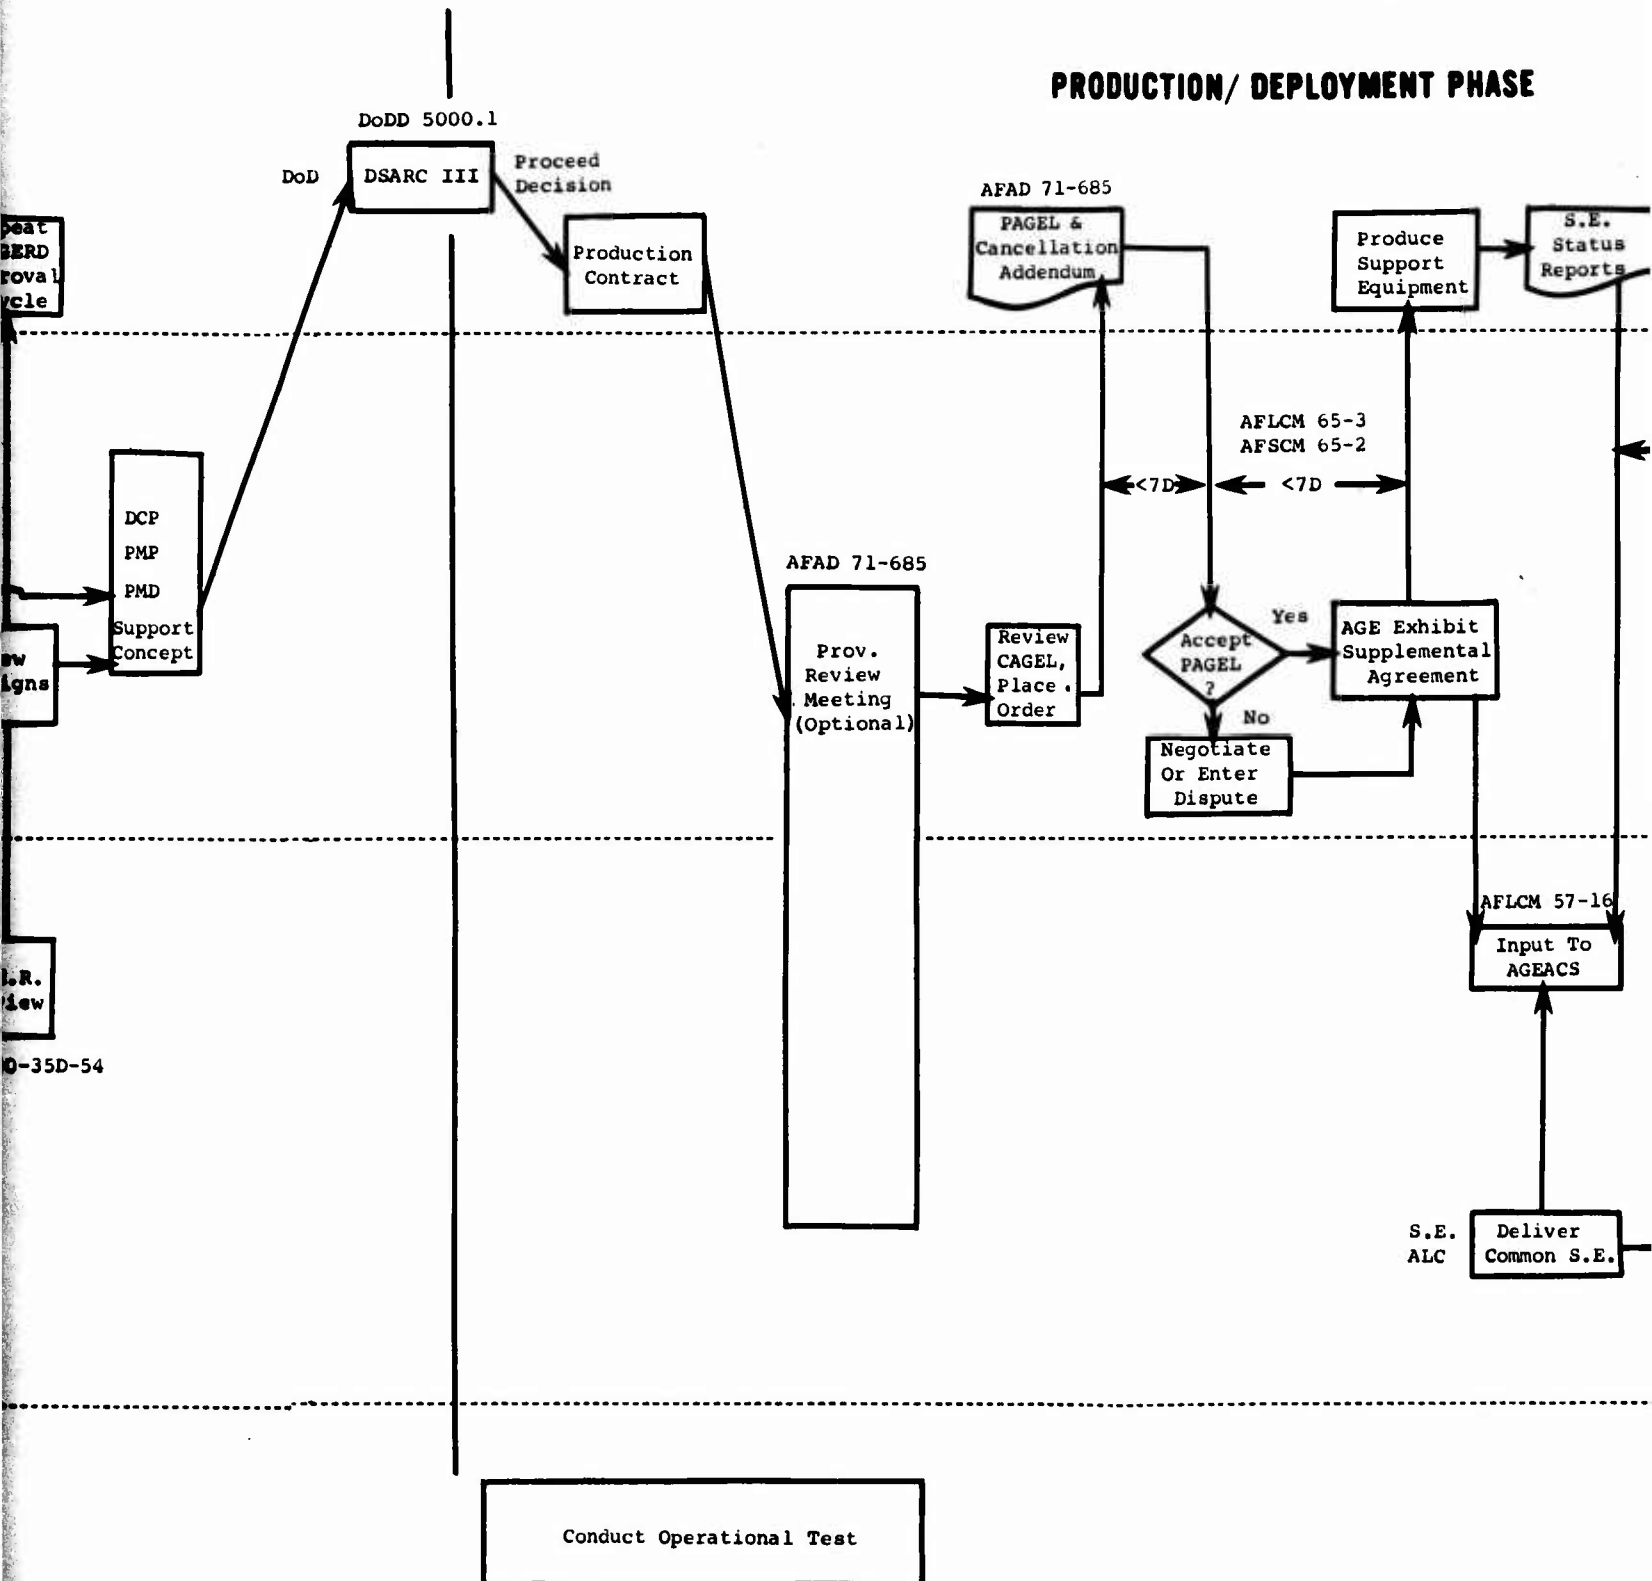 PRODUCTION/ DEPLOYMENT PHASE
DoDD 5000.1
DoD
DSARC III
Proceed
Decision
Production
Contract
AFAD 71-685
PAGEL &
Cancellation
Addendum
Produce
Support
Equipment
S.E.
Status
Reports
AFLCM 65-3
AFSCM 65-2
<7D
<7D
DCP
PMP
PMD
Support
Concept
AFAD 71-685
Prov.
Review
Meeting
(Optional)
Review
CAGEL,
Place
Order
Accept
PAGEL
?
Yes
No
AGE Exhibit
Supplemental
Agreement
Negotiate
Or Enter
Dispute
AFLCM 57-16
Input To
AGEACS
-35D-54
S.E.
ALC
Deliver
Common S.E.
Conduct Operational Test